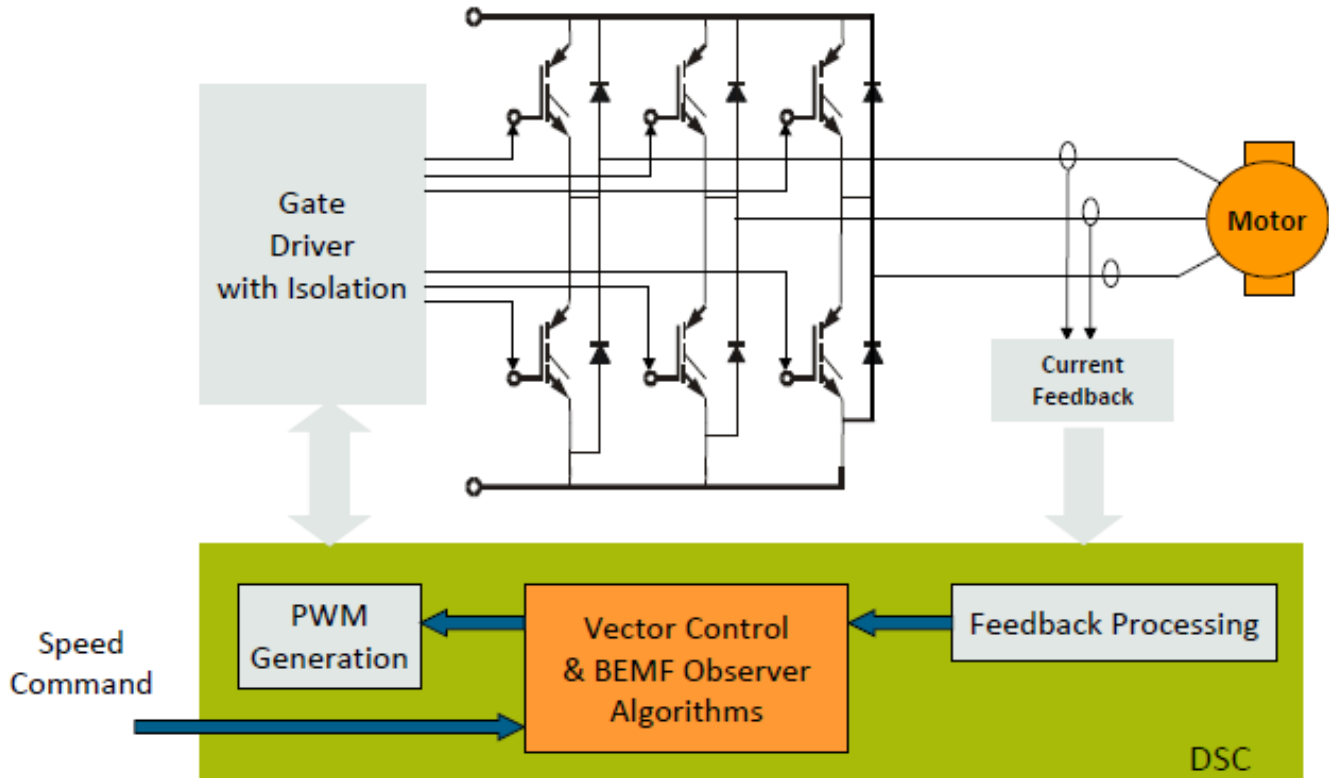 Gate
Driver
with Isolation
Motor
Current
Feedback
PWM
Generation
Vector Control
& BEMF Observer
Algorithms
Feedback Processing
Speed
Command
DSC